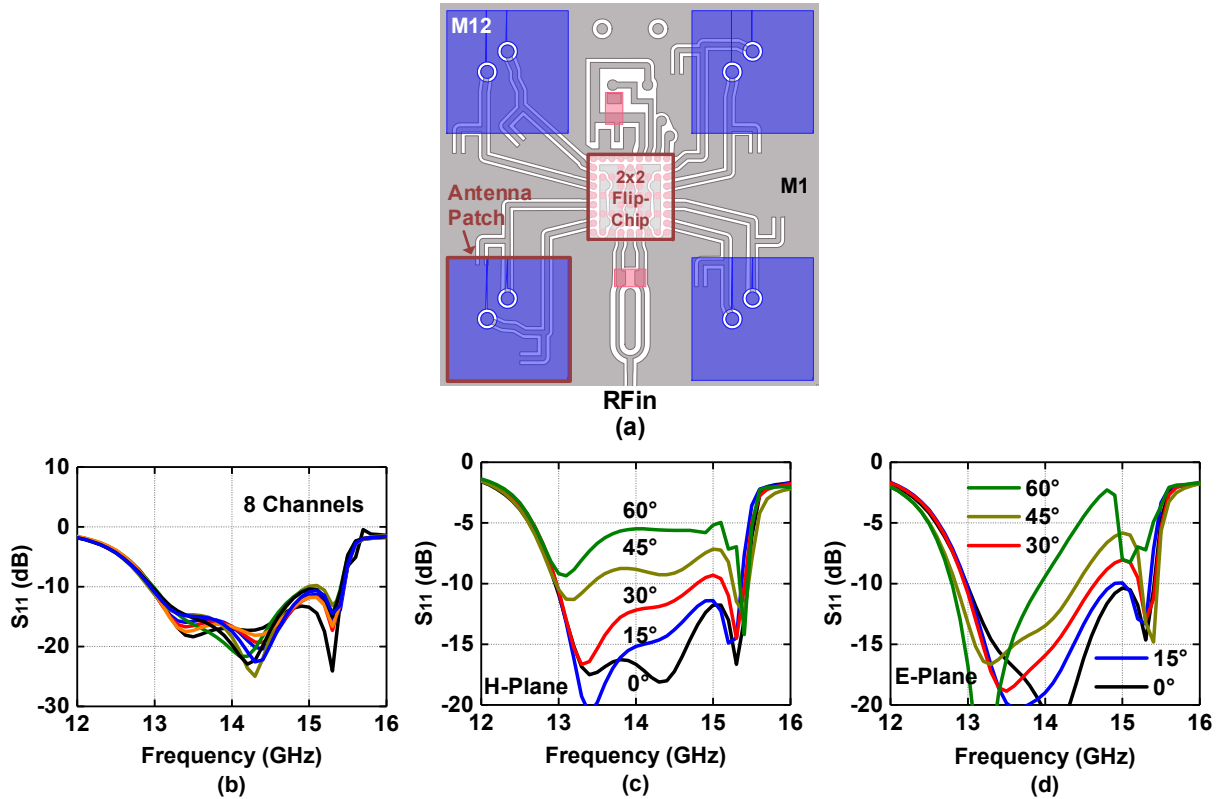 M12
2x2
Flip-
Chip
M1
Antenna
Patch
RFin
(a)
10
0
-10
-20
-30
S11 (dB)
8 Channels
12 13 14 15 16
Frequency (GHz)
(b)
0
-5
-10
-15
-20
S11 (dB)
60°
45°
30°
15°
0°
H-Plane
12 13 14 15 16
Frequency (GHz)
(c)
0
-5
-10
-15
-20
S11 (dB)
60°
45°
30°
15°
0°
E-Plane
12 13 14 15 16
Frequency (GHz)
(d)